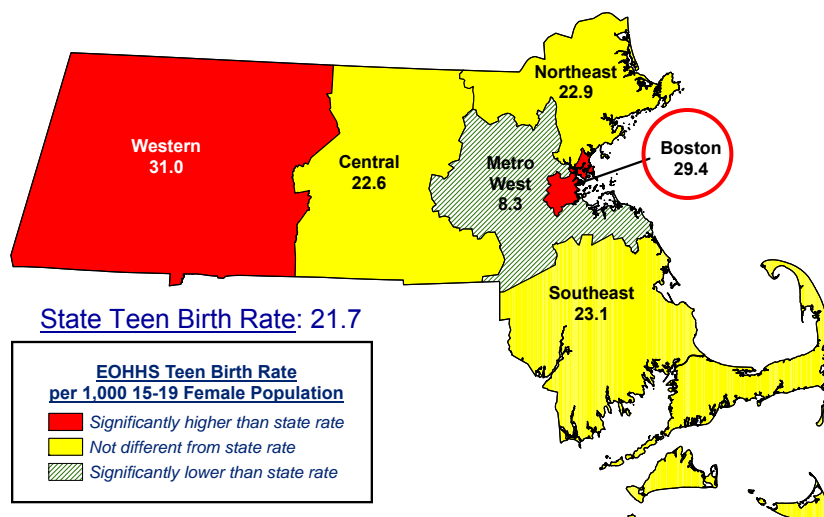 Northeast
22.9
Western
31.0
Central
22.6
Metro
West
8.3
Boston
29.4
Southeast
23.1
State Teen Birth Rate: 21.7
EOHHS Teen Birth Rate
per 1,000 15-19 Female Population
Significantly higher than state rate
Not different from state rate
Significantly lower than state rate